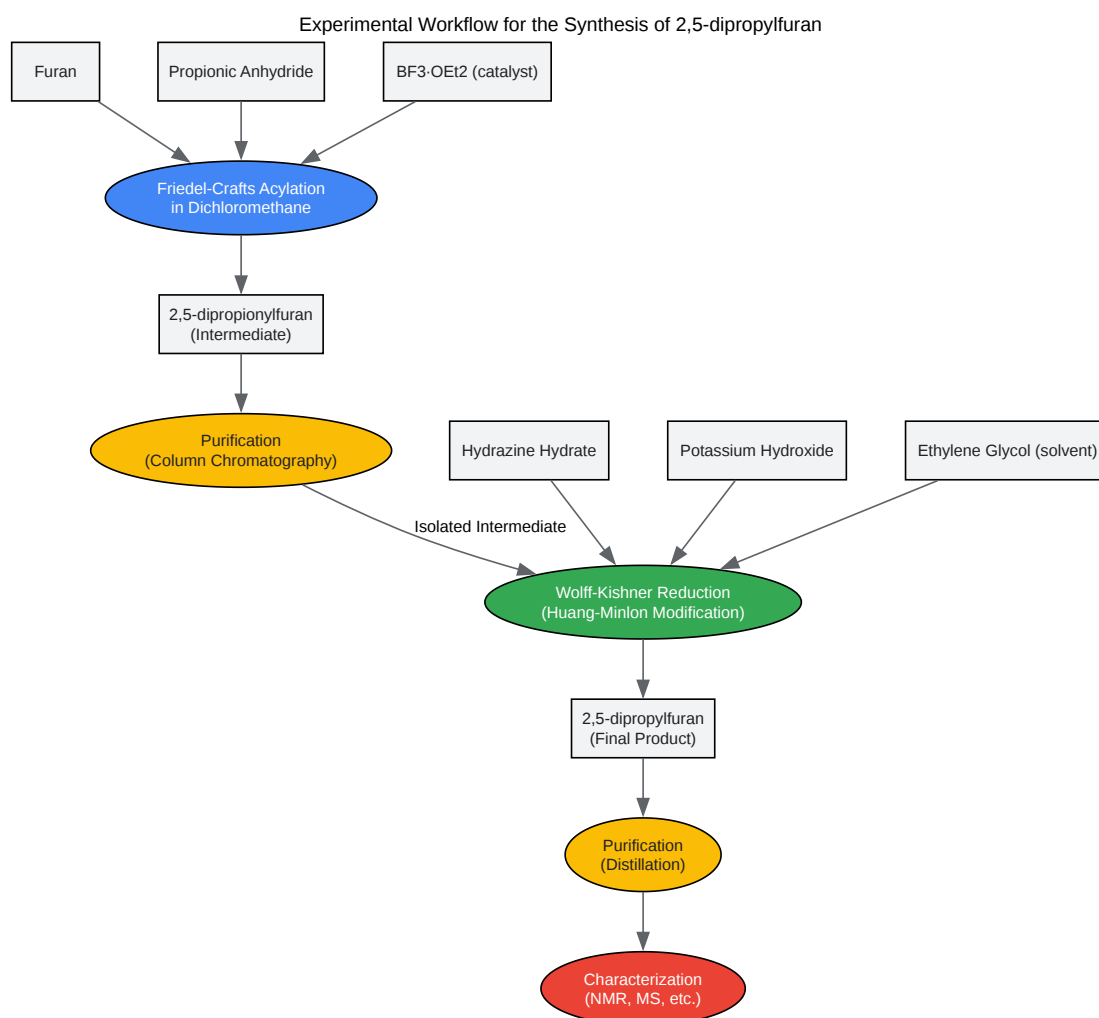 Experimental Workflow for the Synthesis of 2,5-dipropylfuran
Furan
Propionic Anhydride
BF3·OEt2 (catalyst)
Friedel-Crafts Acylation
in Dichloromethane
2,5-dipropionylfuran
(Intermediate)
Purification
(Column Chromatography)
Hydrazine Hydrate
Potassium Hydroxide
Ethylene Glycol (solvent)
Isolated Intermediate
Wolff-Kishner Reduction
(Huang-Minlon Modification)
2,5-dipropylfuran
(Final Product)
Purification
(Distillation)
Characterization
(NMR, MS, etc.)